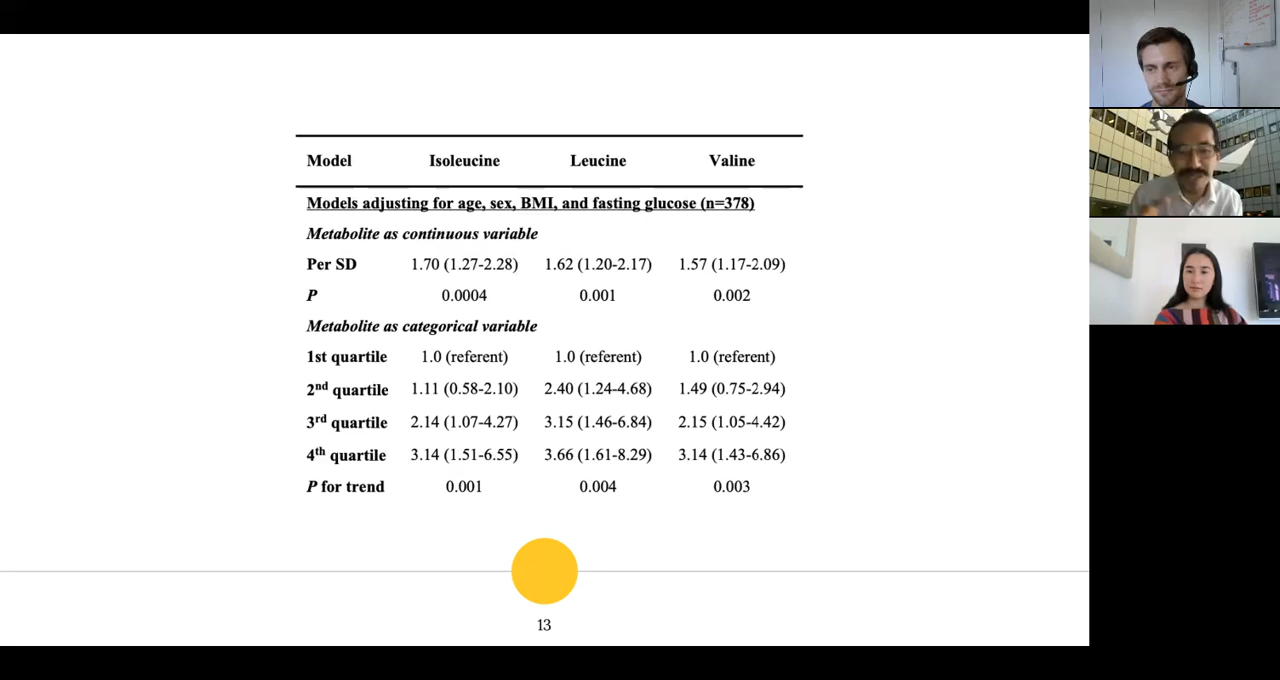 Model Isoleucine Leucine Valine
Models adjusting for age, sex, BMI, and fasting glucose (n=378)
Metabolite as continuous variable
Per SD 1.70 (1.27-2.28) 1.62 (1.20-2.17) 1.57 (1.17-2.09)
P 0.0004 0.001 0.002
Metabolite as categorical variable
1st quartile 1.0 (referent) 1.0 (referent) 1.0 (referent)
2nd quartile 1.11 (0.58-2.10) 2.40 (1.24-4.68) 1.49 (0.75-2.94)
3rd quartile 2.14 (1.07-4.27) 3.15 (1.46-6.84) 2.15 (1.05-4.42)
4th quartile 3.14 (1.51-6.55) 3.66 (1.61-8.29) 3.14 (1.43-6.86)
P for trend 0.001 0.004 0.003
13